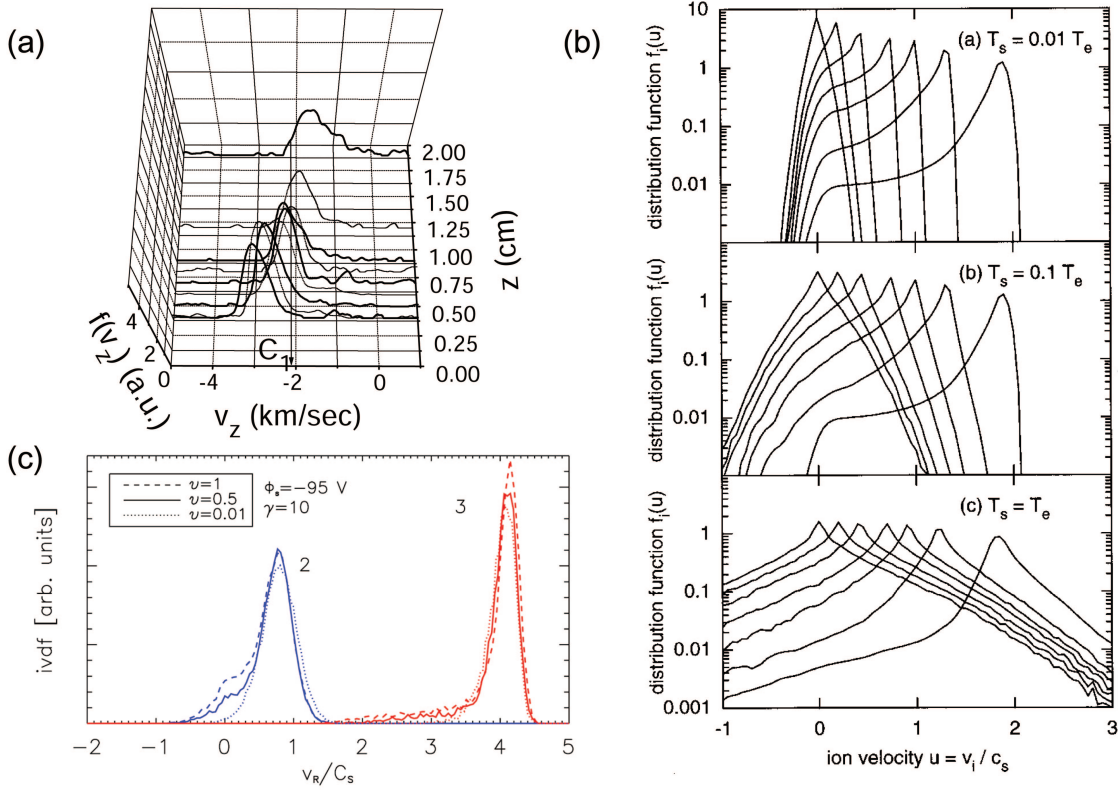 (a)
2.00
1.75
1.50
1.25
1.00
0.75
0.50
0.25
0.00
z (cm)
4
2
0
f(v_z) (a.u.)
-4
-2
0
C
v_z (km/sec)
(b)
distribution function f_i(u)
10
1
0.1
0.01
(a) T_s = 0.01 T_e
distribution function f_i(u)
1
0.1
0.01
(b) T_s = 0.1 T_e
distribution function f_i(u)
1
0.1
0.01
0.001
(c) T_s = T_e
-1
0
1
2
3
ion velocity u = v_i / c_s
(c)
ivdf [arb. units]
υ=1
υ=0.5
υ=0.01
Φ_s=−95 V
γ=10
2
3
−2
−1
0
1
2
3
4
5
v_R/C_S